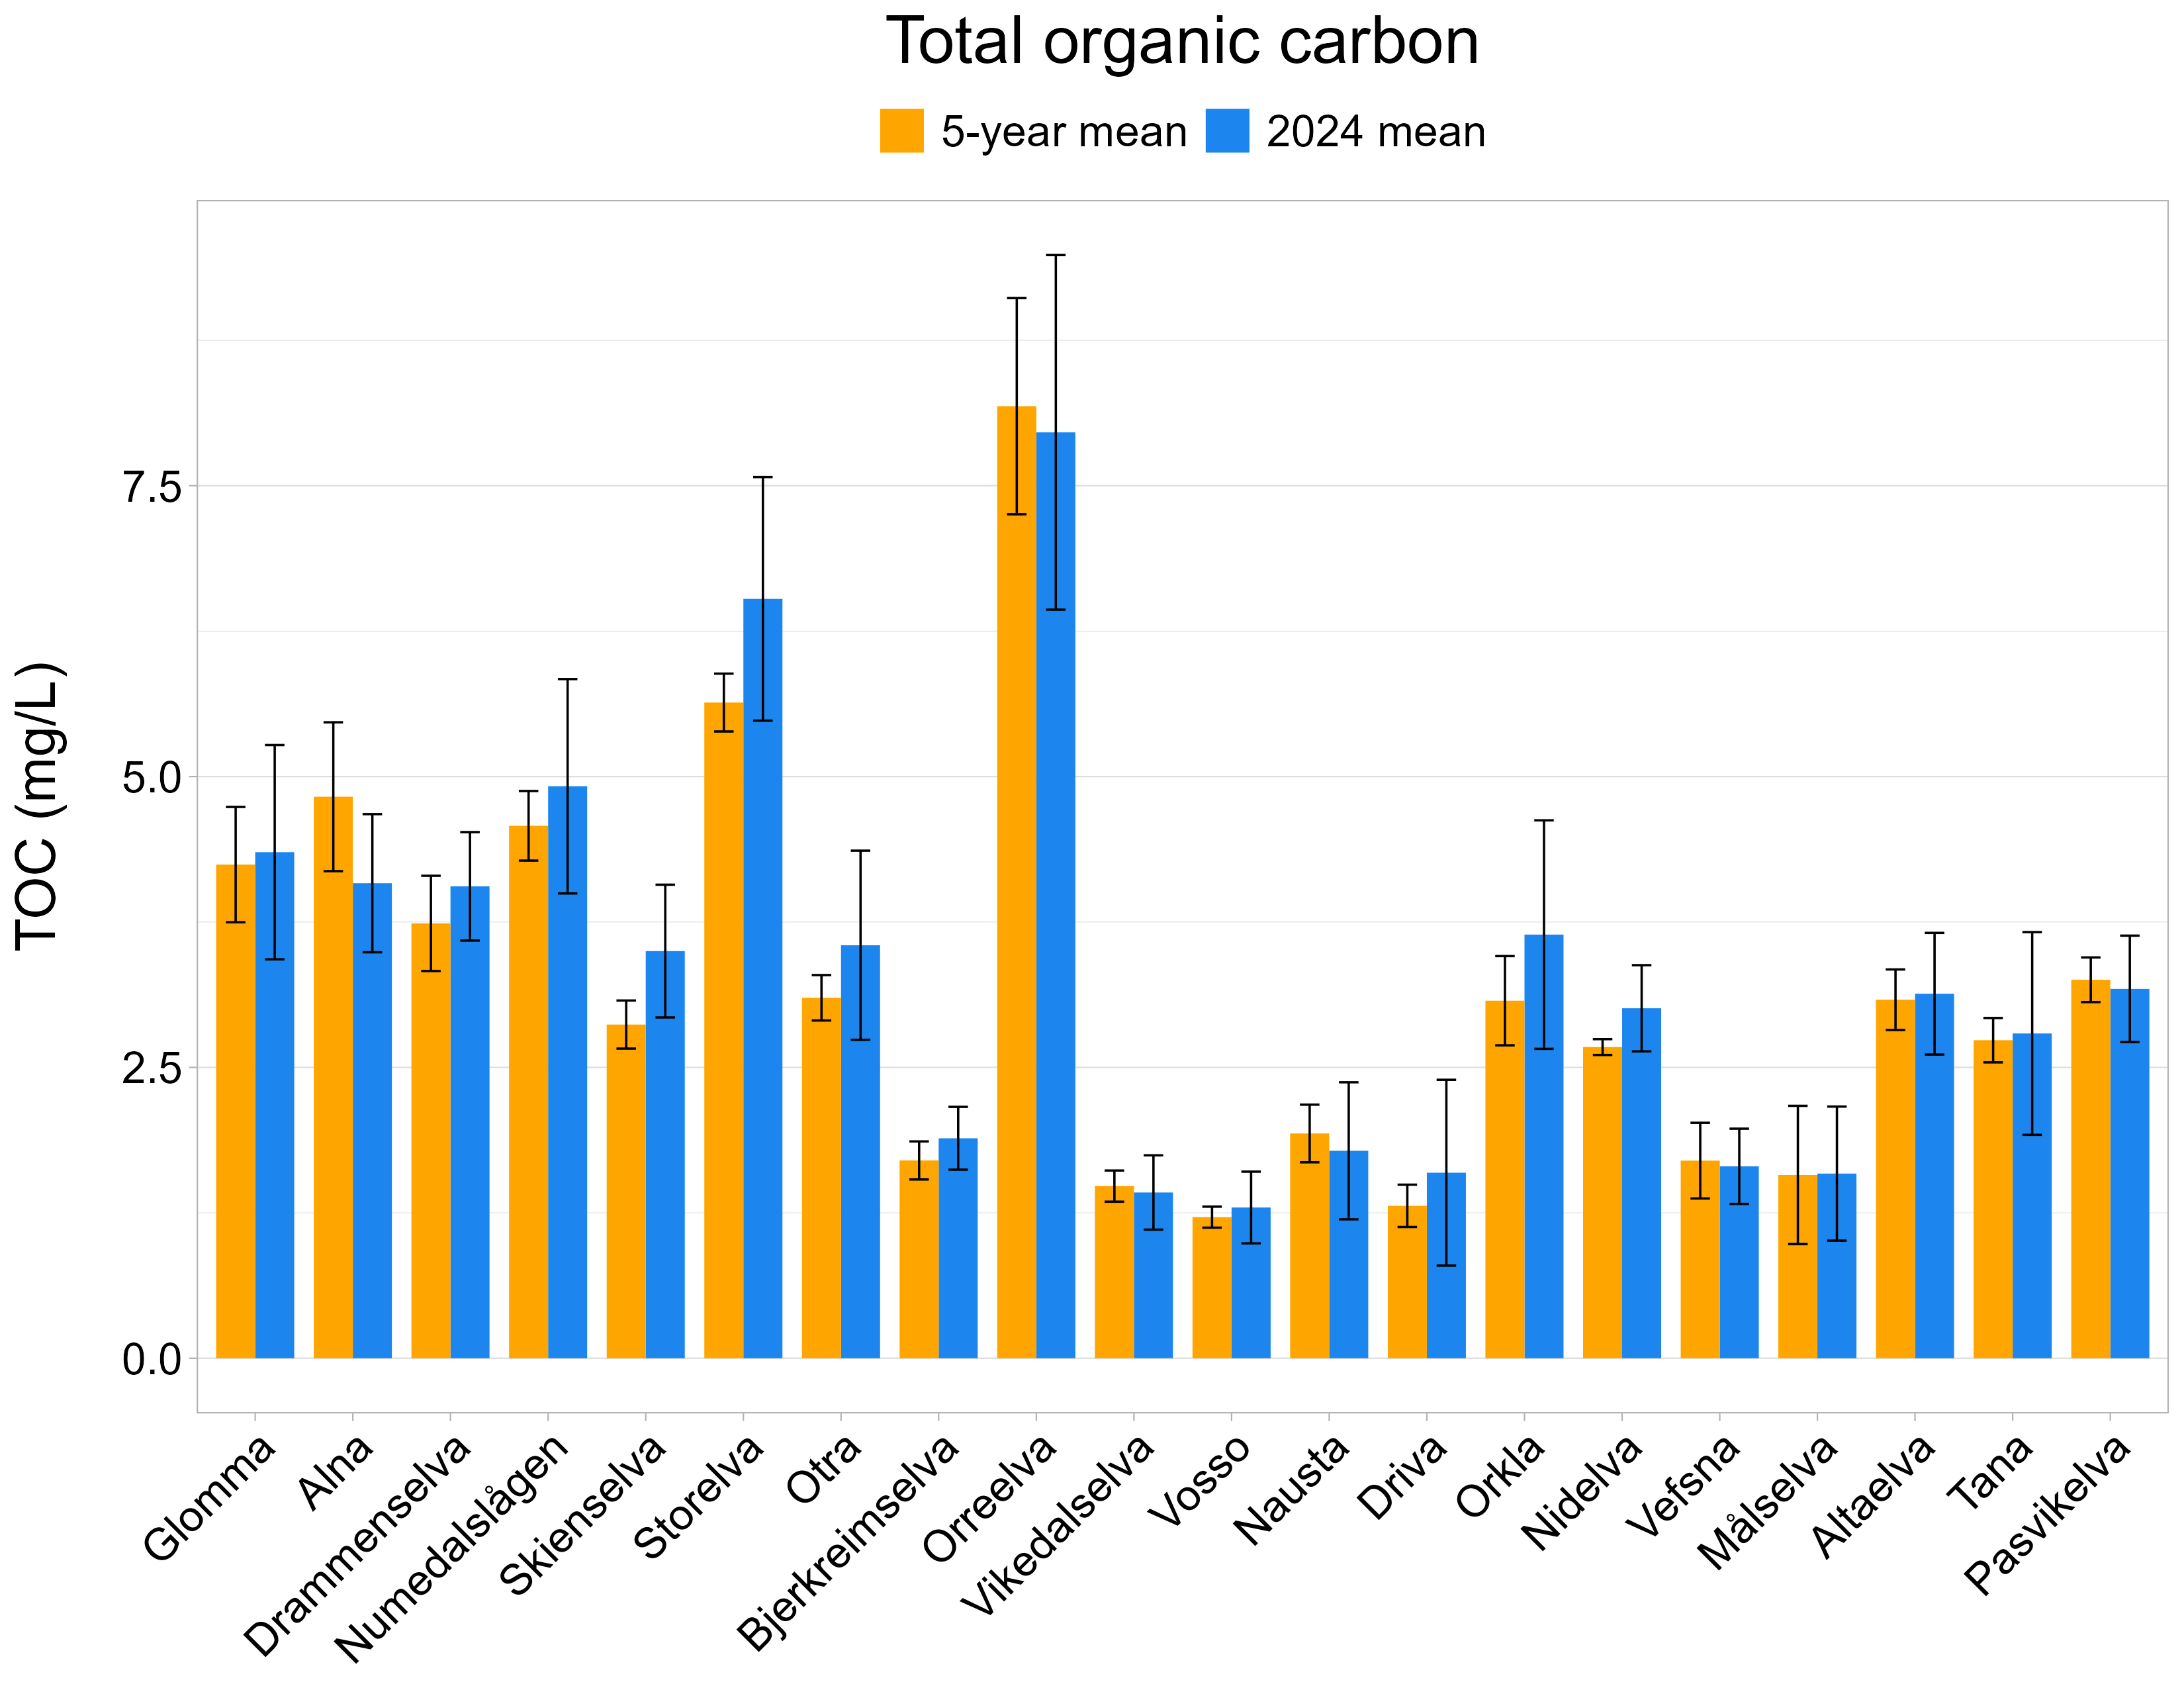 Total organic carbon
5-year mean 2024 mean
TOC (mg/L)
7.5
5.0
2.5
0.0
Glomma
Alna
Drammenselva
Numedalslågen
Skienselva
Storelva
Otra
Bjerkreimselva
Orreelva
Vikedalselva
Vosso
Nausta
Driva
Orkla
Nidelva
Vefsna
Målselva
Altaelva
Tana
Pasvikelva